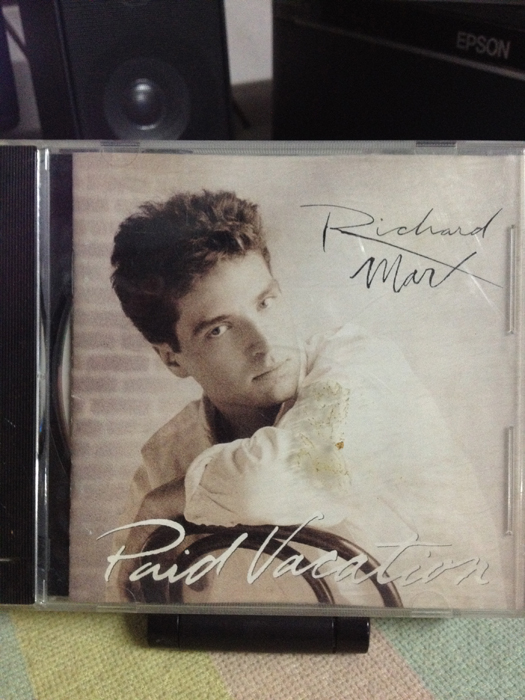 EPSON
Richard
Marx
Paid Vacation